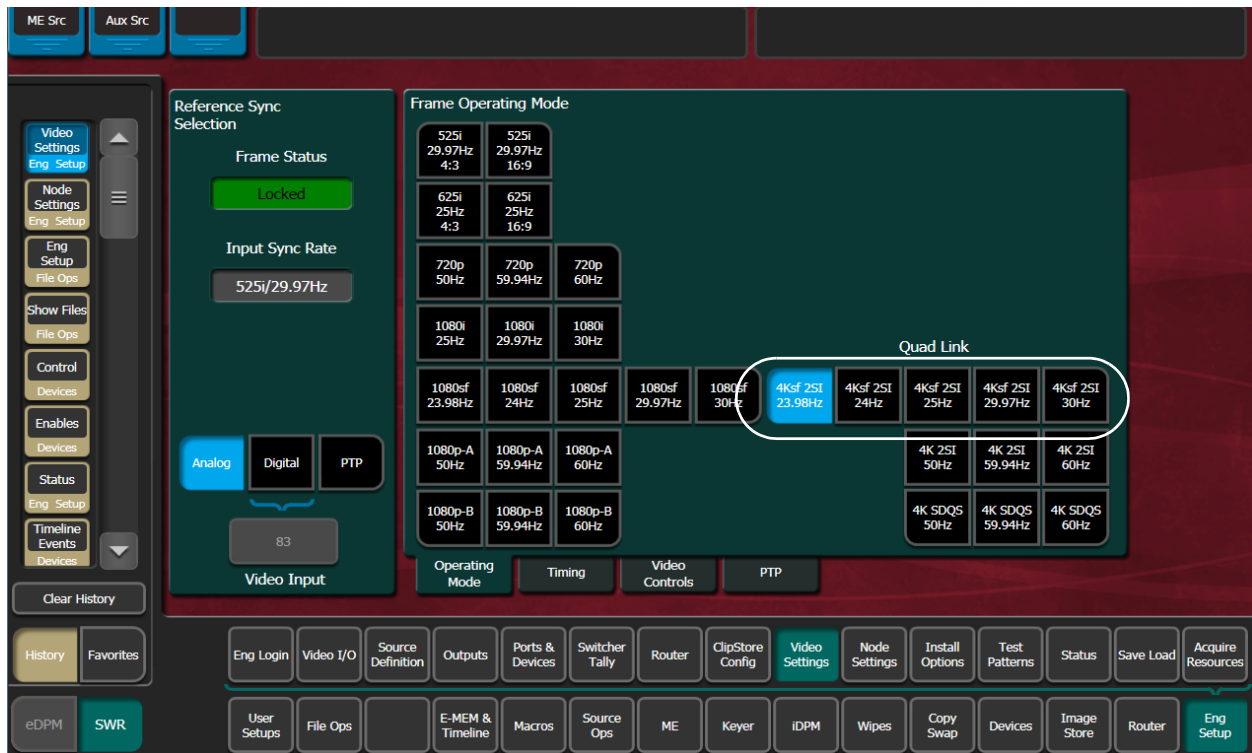 ME Src
Aux Src
Video
Settings
Eng Setup
Node
Settings
Eng Setup
Eng
Setup
File Ops
Show Files
File Ops
Control
Devices
Enables
Devices
Status
Eng Setup
Timeline
Events
Devices
Clear History
History
Favorites
eDPM
SWR
Reference Sync
Selection
Frame Status
Locked
Input Sync Rate
525i/29.97Hz
Analog
Digital
PTP
83
Video Input
Frame Operating Mode
525i
29.97Hz
4:3
525i
29.97Hz
16:9
625i
25Hz
4:3
625i
25Hz
16:9
720p
50Hz
720p
59.94Hz
720p
60Hz
1080i
25Hz
1080i
29.97Hz
1080i
30Hz
Quad Link
1080sf
23.98Hz
1080sf
24Hz
1080sf
25Hz
1080sf
29.97Hz
1080sf
30Hz
4Ksf 2SI
23.98Hz
4Ksf 2SI
24Hz
4Ksf 2SI
25Hz
4Ksf 2SI
29.97Hz
4Ksf 2SI
30Hz
1080p-A
50Hz
1080p-A
59.94Hz
1080p-A
60Hz
4K 2SI
50Hz
4K 2SI
59.94Hz
4K 2SI
60Hz
1080p-B
50Hz
1080p-B
59.94Hz
1080p-B
60Hz
4K SDQS
50Hz
4K SDQS
59.94Hz
4K SDQS
60Hz
Operating
Mode
Timing
Video
Controls
PTP
Eng Login
Video I/O
Source
Definition
Outputs
Ports &
Devices
Switcher
Tally
Router
ClipStore
Config
Video
Settings
Node
Settings
Install
Options
Test
Patterns
Status
Save Load
Acquire
Resources
User
Setups
File Ops
E-MEM &
Timeline
Macros
Source
Ops
ME
Keyer
iDPM
Wipes
Copy
Swap
Devices
Image
Store
Router
Eng
Setup